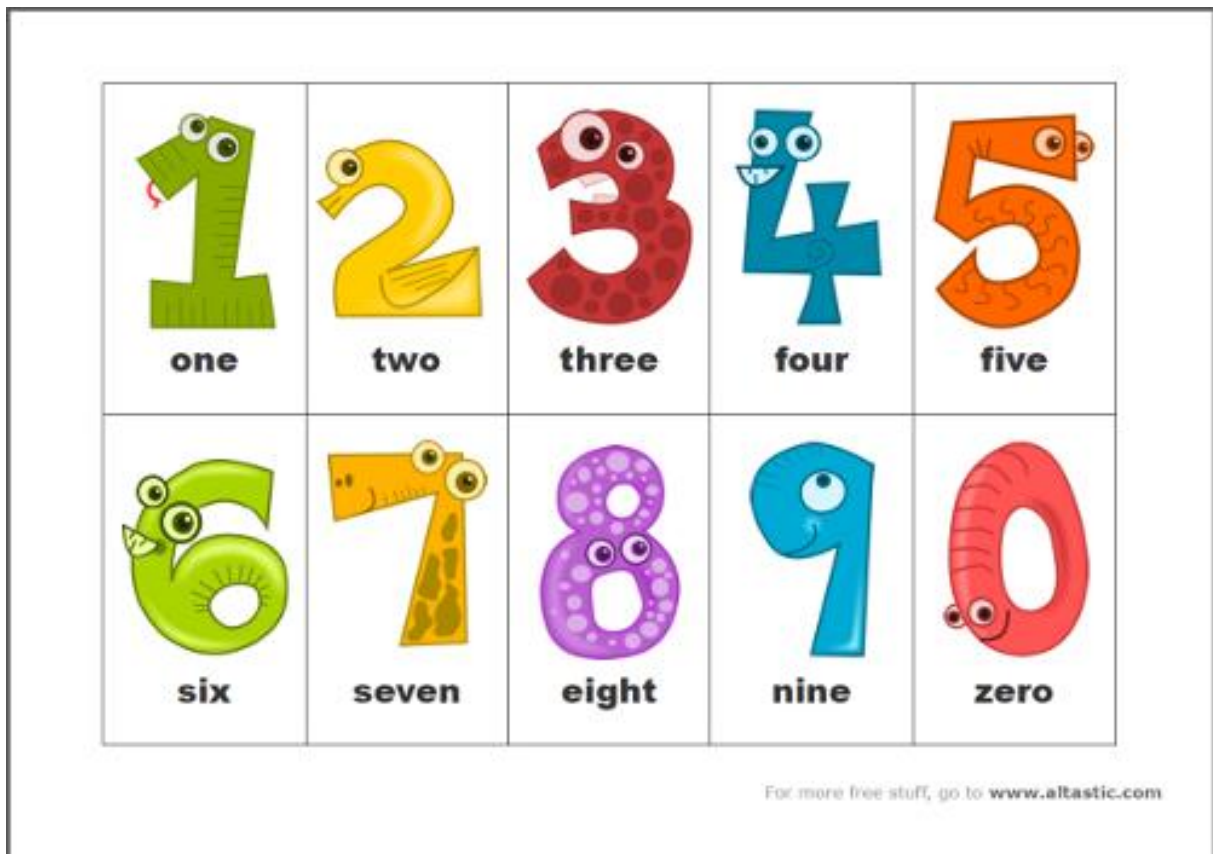 1 2 3 4 5
one two three four five
6 7 8 9 0
six seven eight nine zero
For more free stuff, go to www.altastic.com